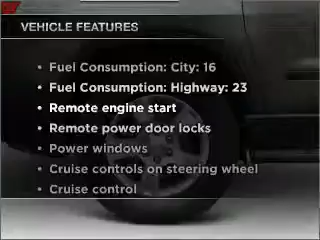 VEHICLE FEATURES
• Fuel Consumption: City: 16
• Fuel Consumption: Highway: 23
• Remote engine start
• Remote power door locks
• Power windows
• Cruise controls on steering wheel
• Cruise control